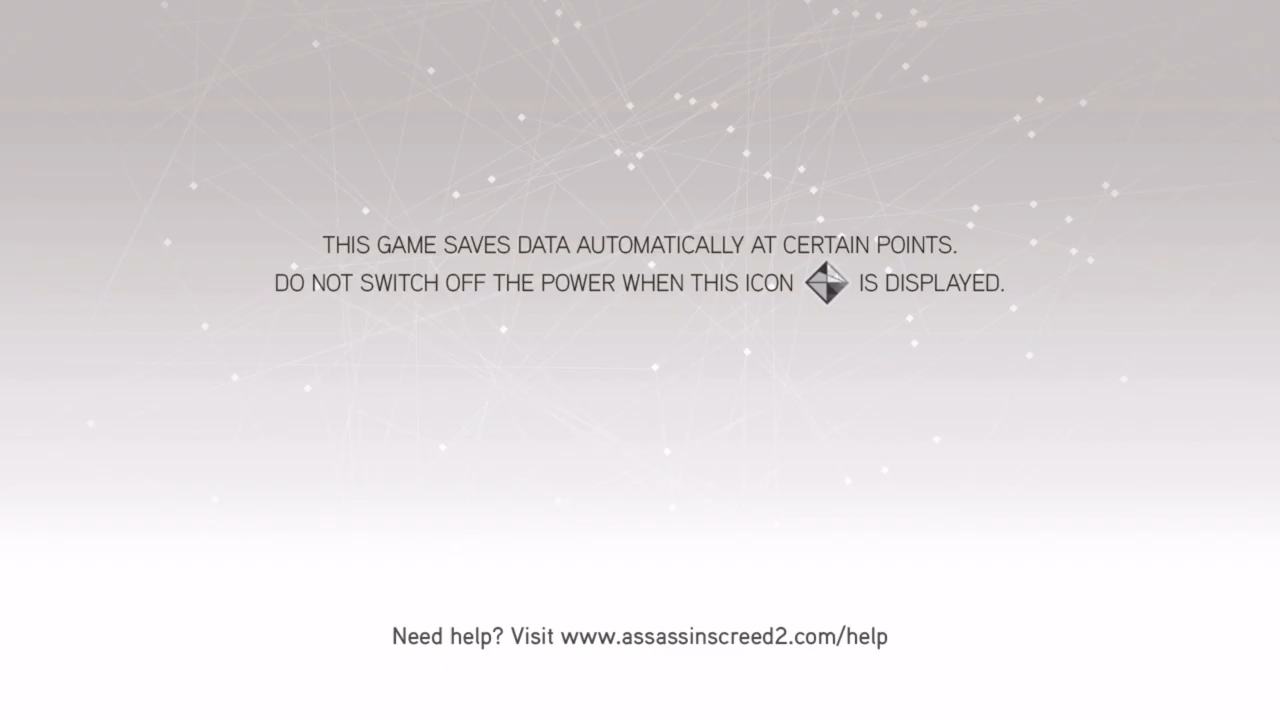 THIS GAME SAVES DATA AUTOMATICALLY AT CERTAIN POINTS.
DO NOT SWITCH OFF THE POWER WHEN THIS ICON IS DISPLAYED.
Need help? Visit www.assassinscreed2.com/help